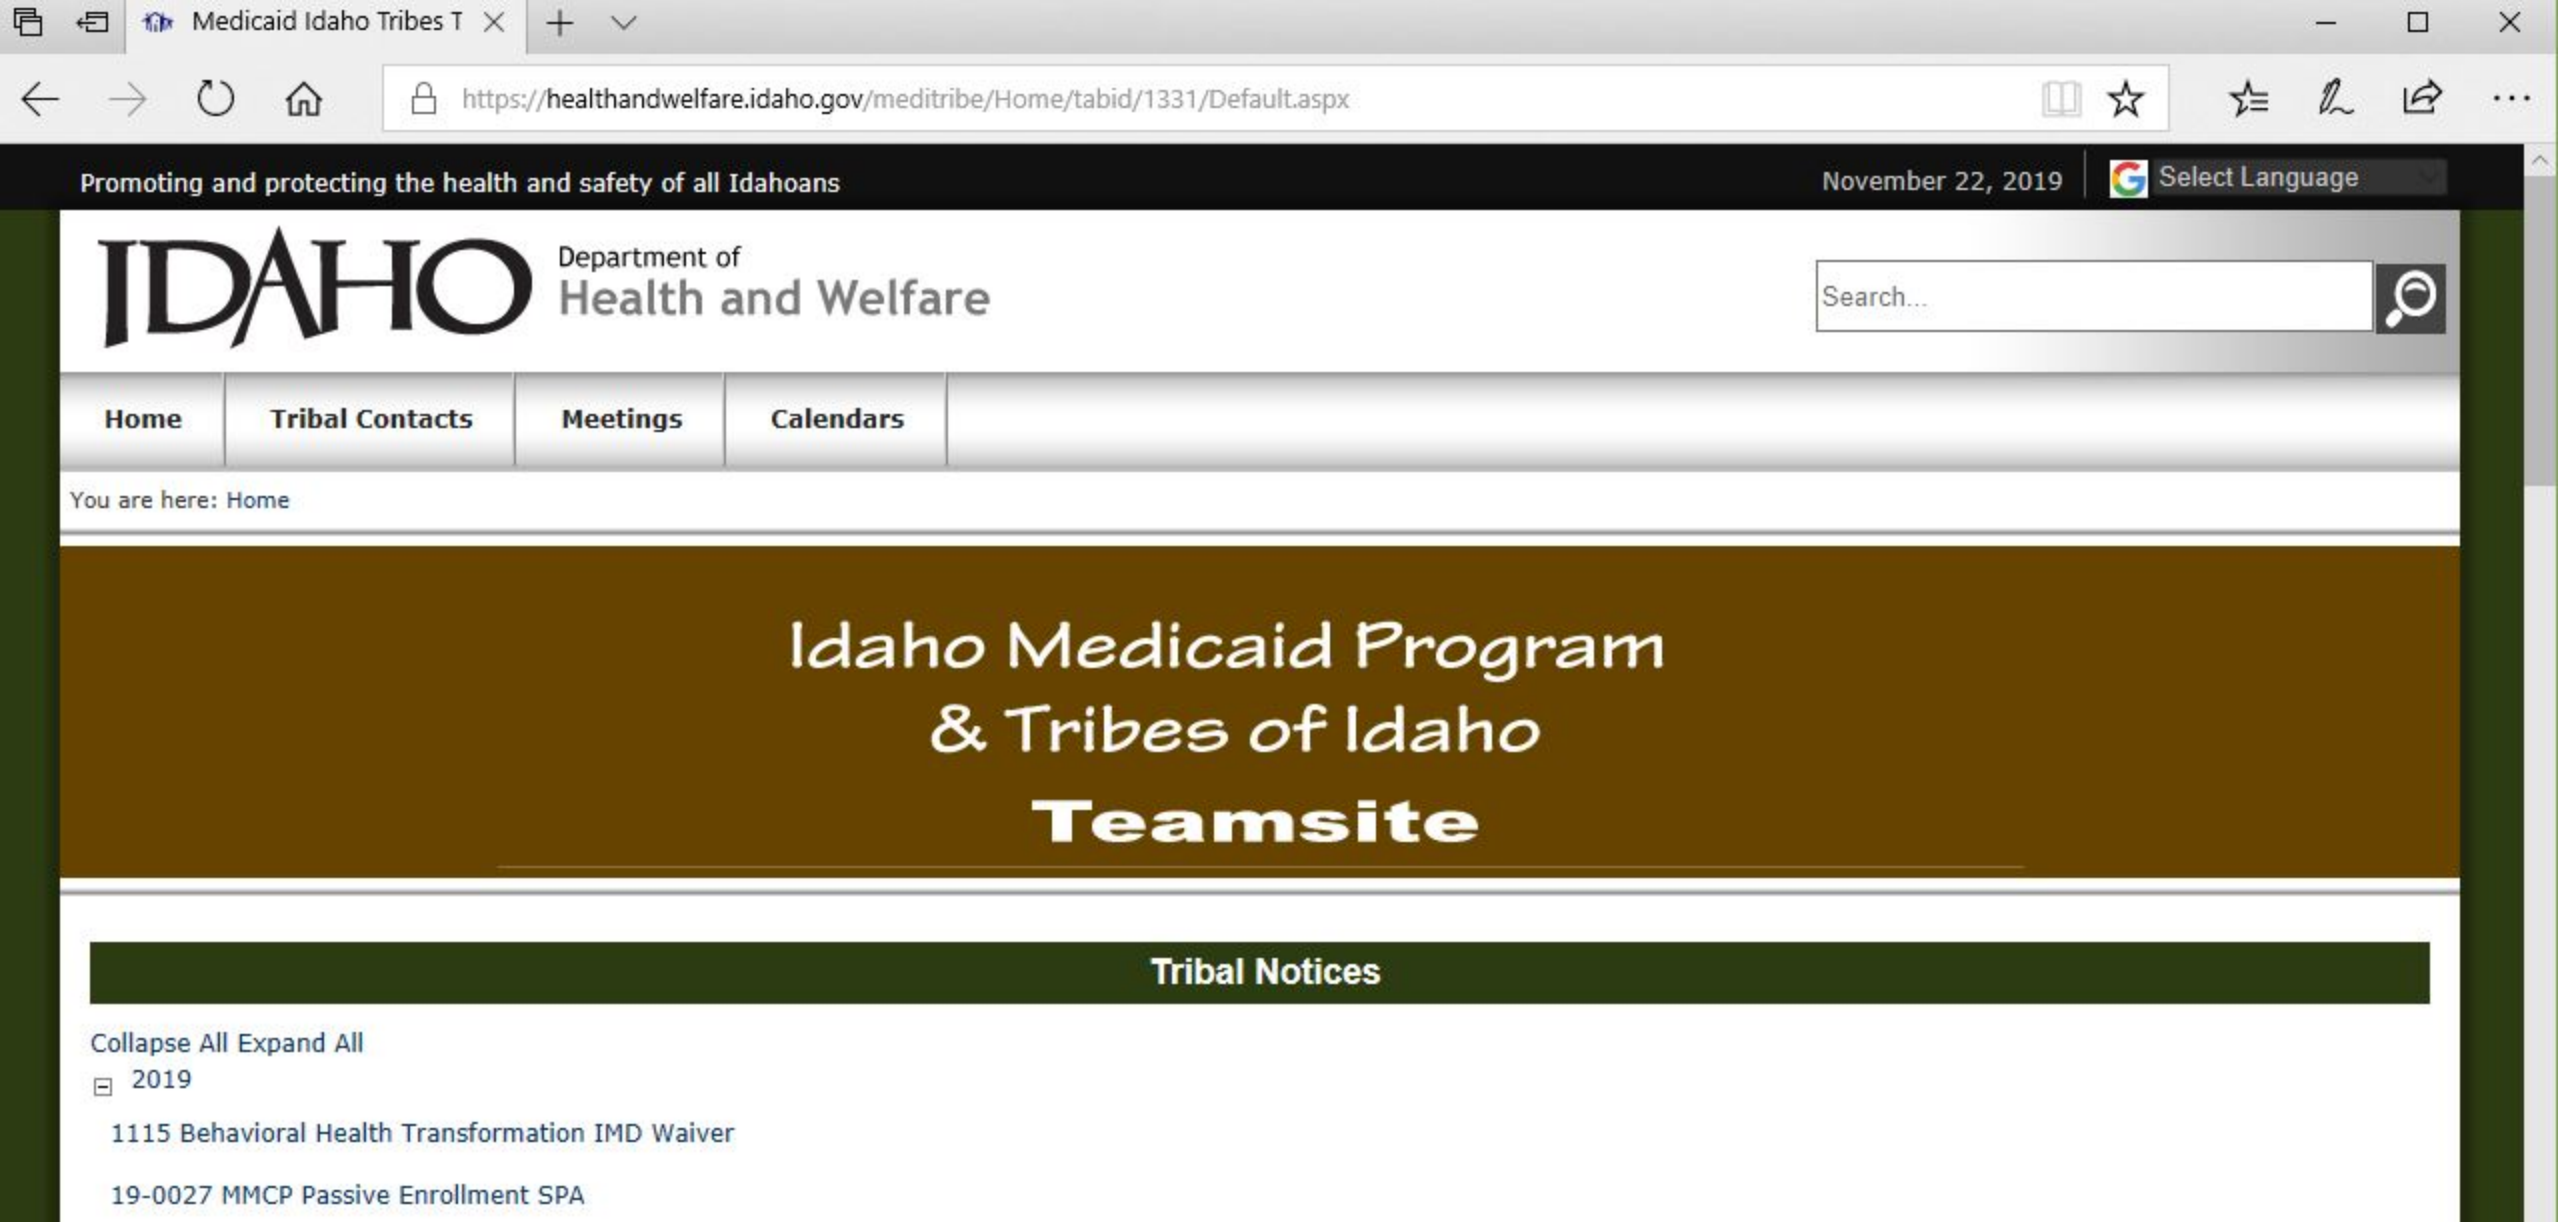 Medicaid Idaho Tribes T
https://healthandwelfare.idaho.gov/meditribe/Home/tabid/1331/Default.aspx
Promoting and protecting the health and safety of all Idahoans
November 22, 2019
Select Language
IDAHO
Department of
Health and Welfare
Search...
Home
Tribal Contacts
Meetings
Calendars
You are here: Home
Idaho Medicaid Program
& Tribes of Idaho
Teamsite
Tribal Notices
Collapse All Expand All
2019
1115 Behavioral Health Transformation IMD Waiver
19-0027 MMCP Passive Enrollment SPA